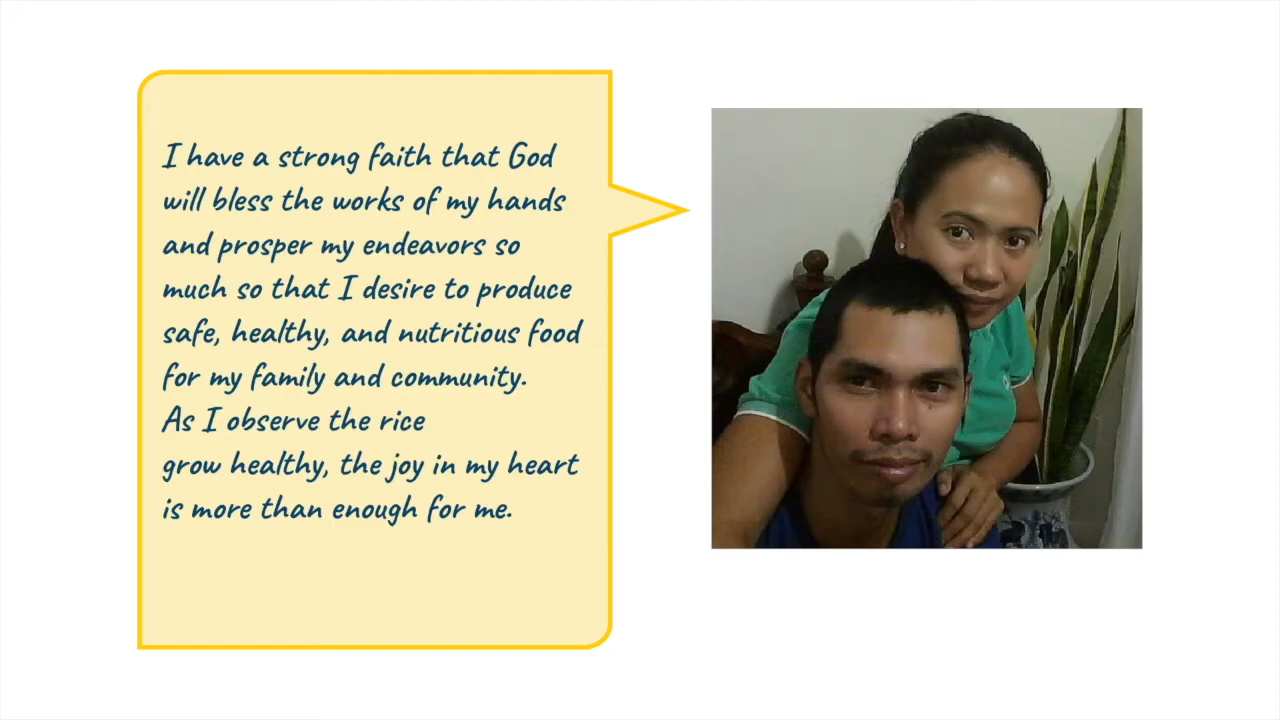 I have a strong faith that God
will bless the works of my hands
and prosper my endeavors so
much so that I desire to produce
safe, healthy, and nutritious food
for my family and community.
As I observe the rice
grow healthy, the joy in my heart
is more than enough for me.